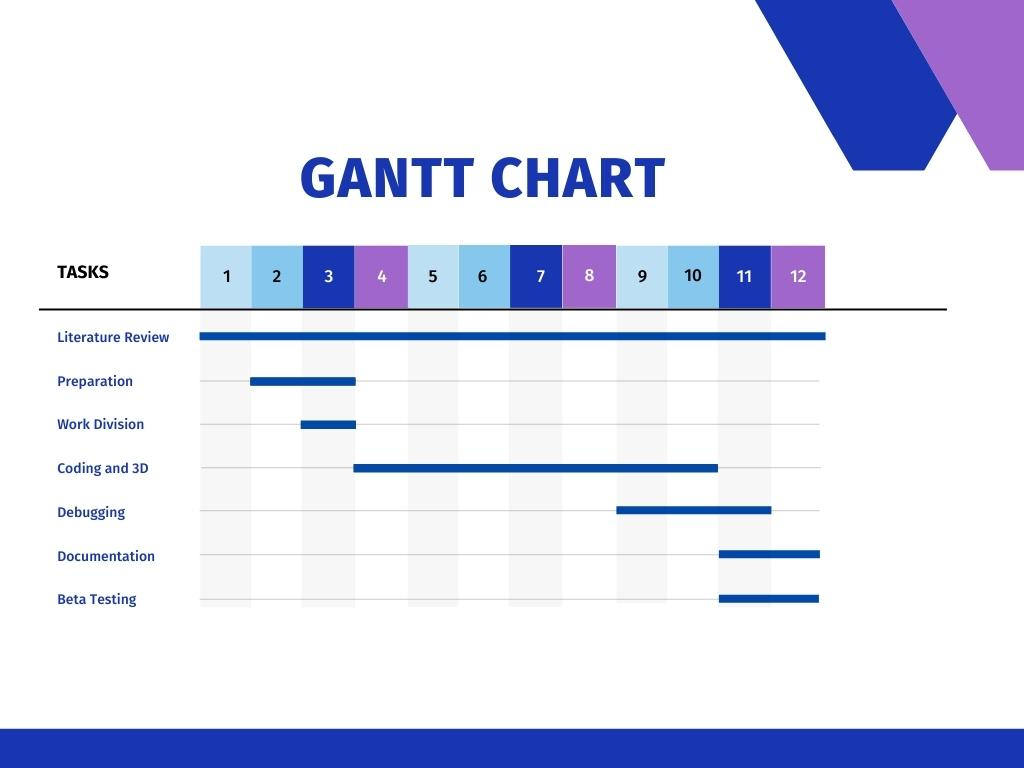 GANTT CHART
TASKS 1 2 3 4 5 6 7 8 9 10 11 12
Literature Review
Preparation
Work Division
Coding and 3D
Debugging
Documentation
Beta Testing